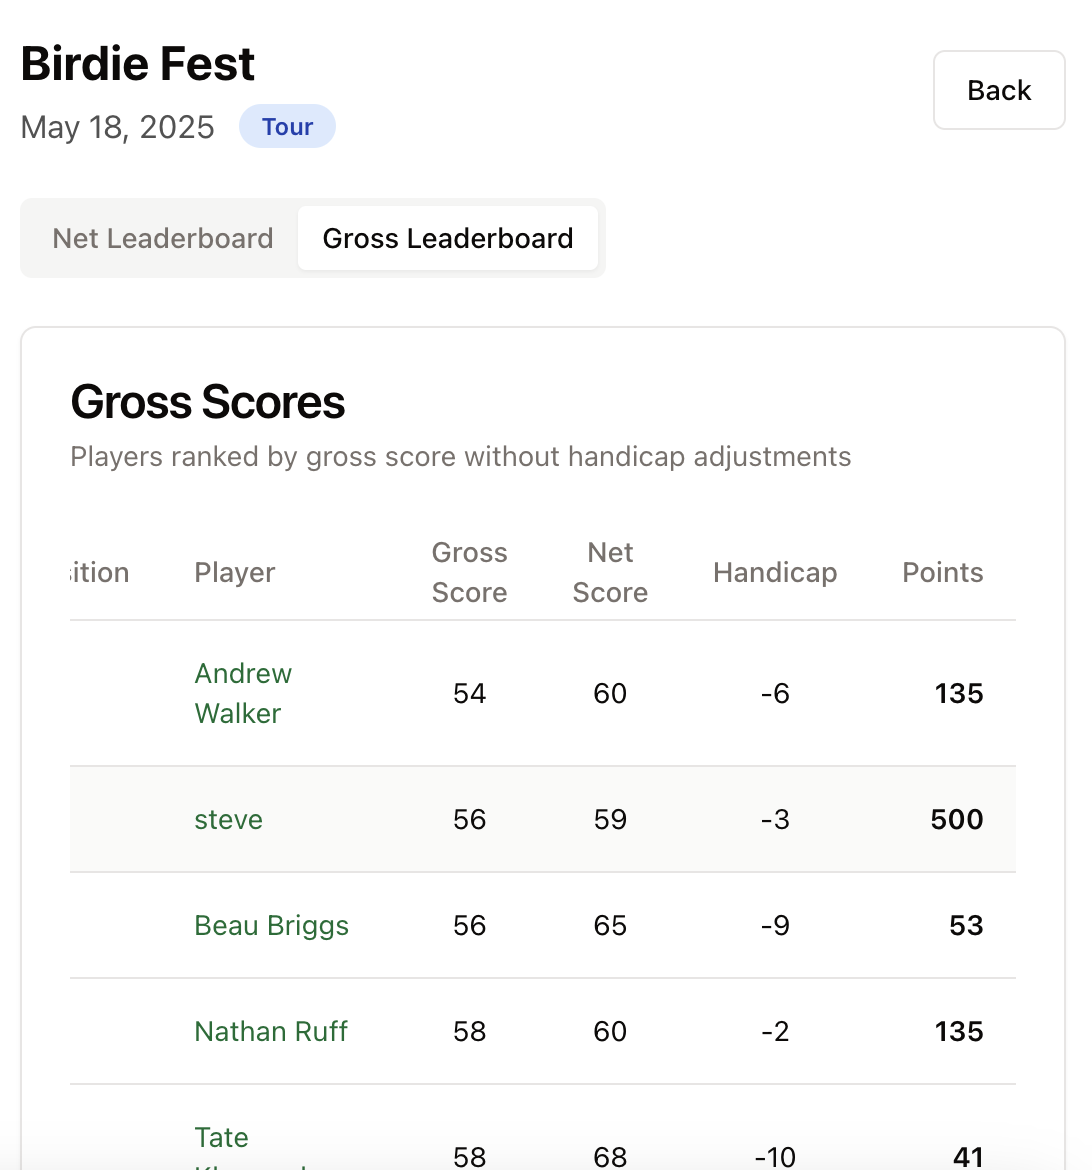 Birdie Fest
Back
May 18, 2025
Tour
Net Leaderboard
Gross Leaderboard
Gross Scores
Players ranked by gross score without handicap adjustments
ition Player Gross Score Net Score Handicap Points
Andrew Walker 54 60 -6 135
steve 56 59 -3 500
Beau Briggs 56 65 -9 53
Nathan Ruff 58 60 -2 135
Tate 58 68 -10 41